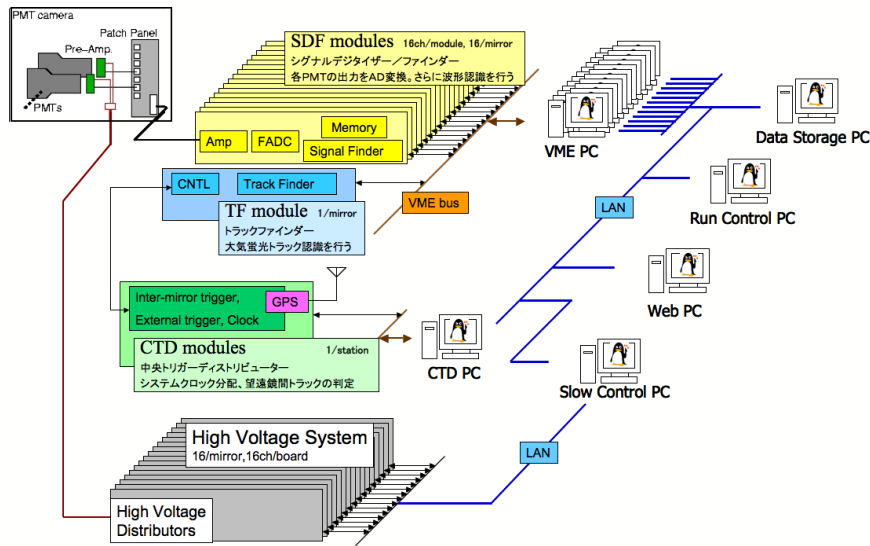 PMT camera
Patch Panel
Pre-Amp.
PMTs
SDF modules 16ch/module, 16/mirror
シグナルデジタイザー/ファインダー
各PMTの出力をAD変換。さらに波形認識を行う
Amp
FADC
Memory
Signal Finder
VME PC
Data Storage PC
CNTL
Track Finder
VME bus
TF module 1/mirror
トラックファインダー
大気蛍光トラック認識を行う
LAN
Run Control PC
Inter-mirror trigger,
GPS
External trigger, Clock
Web PC
CTD modules 1/station
中央トリガーディストリビューター
システムクロック分配、望遠鏡間トラックの判定
CTD PC
Slow Control PC
High Voltage System
16/mirror,16ch/board
LAN
High Voltage
Distributors